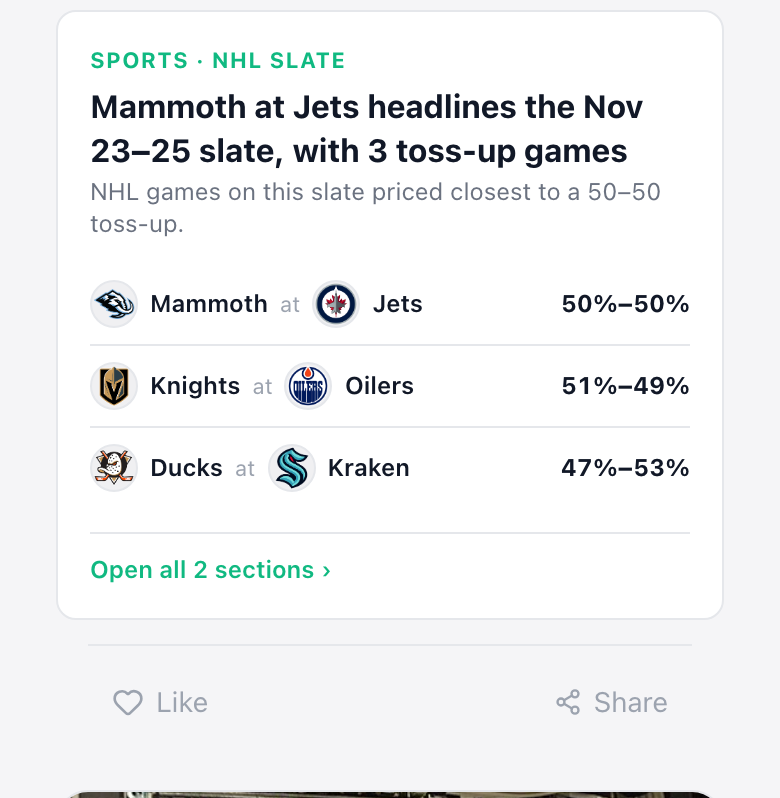 SPORTS · NHL SLATE
Mammoth at Jets headlines the Nov
23–25 slate, with 3 toss-up games
NHL games on this slate priced closest to a 50–50
toss-up.
Mammoth at Jets 50%–50%
Knights at OILERS Oilers 51%–49%
Ducks at Kraken 47%–53%
Open all 2 sections ›
Like Share